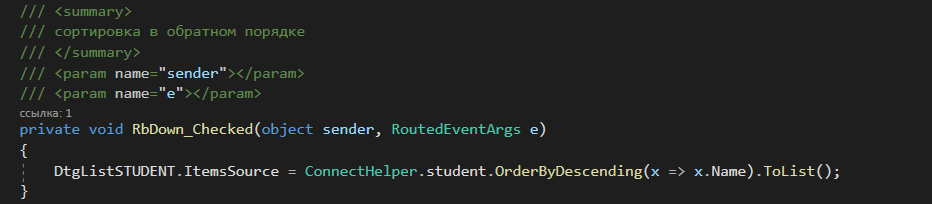 /// <summary>
/// сортировка в обратном порядке
/// </summary>
/// <param name="sender"></param>
/// <param name="e"></param>
ссылка: 1
private void RbDown_Checked(object sender, RoutedEventArgs e)
{
DtgListSTUDENT.ItemsSource = ConnectHelper.student.OrderByDescending(x => x.Name).ToList();
}